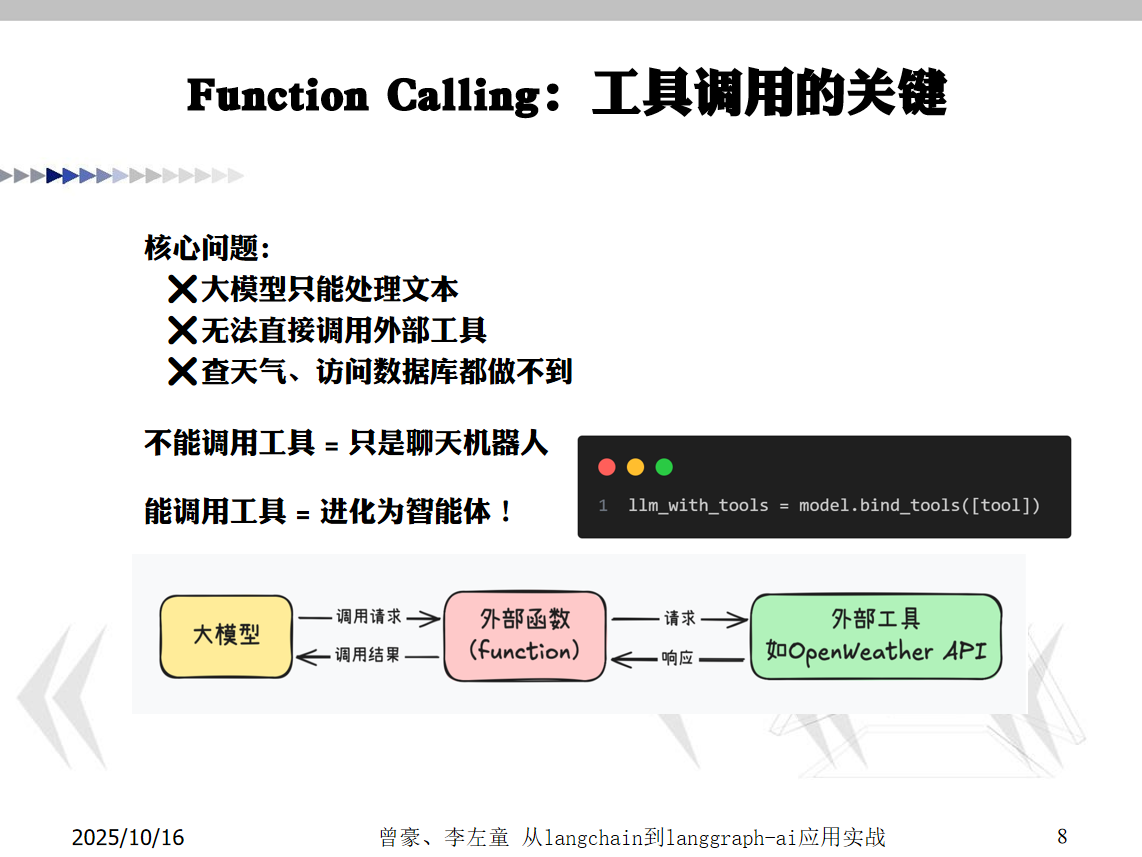 Function Calling：工具调用的关键
核心问题：
❌大模型只能处理文本
❌无法直接调用外部工具
❌查天气、访问数据库都做不到
不能调用工具 = 只是聊天机器人
能调用工具 = 进化为智能体！
1 llm_with_tools = model.bind_tools([tool])
大模型
调用请求
调用结果
外部函数
(function)
请求
响应
外部工具
如OpenWeather API
2025/10/16
曾豪、李左童 从langchain到langgraph-ai应用实战
8